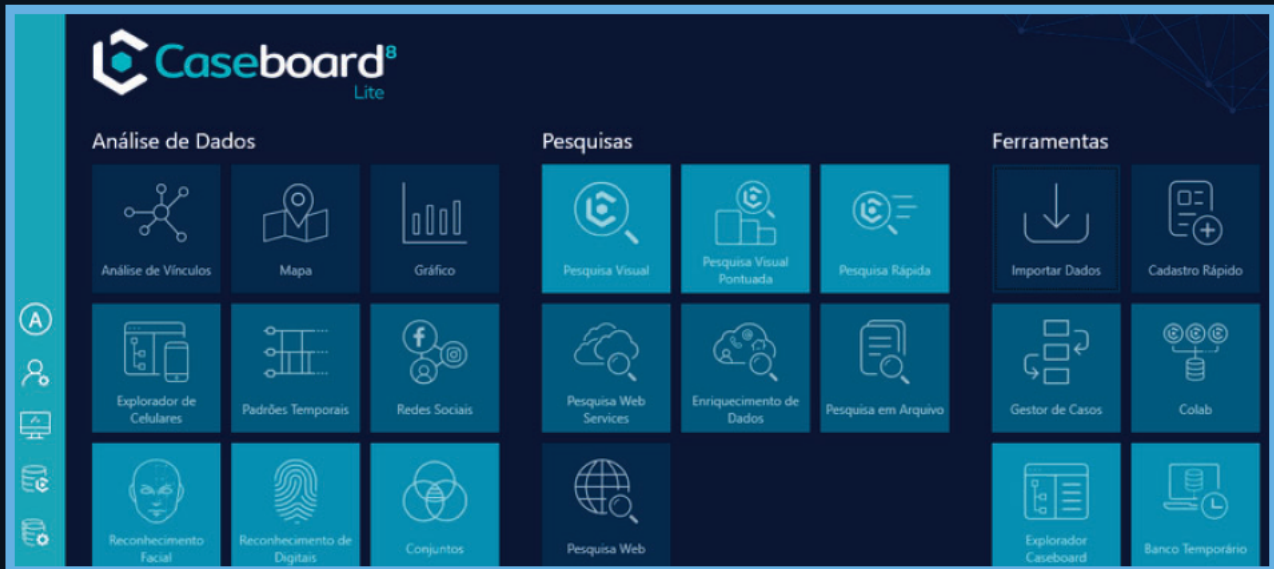 Caseboard⁸
Lite
Análise de Dados
Análise de Vínculos
Mapa
Gráfico
Explorador de
Celulares
Padrões Temporais
Redes Sociais
Reconhecimento
Facial
Reconhecimento de
Digitais
Conjuntos
Pesquisas
Pesquisa Visual
Pesquisa Visual
Pontuada
Pesquisa Rápida
Pesquisa Web
Services
Enriquecimento de
Dados
Pesquisa em Arquivo
Pesquisa Web
Ferramentas
Importar Dados
Cadastro Rápido
Gestor de Casos
Colab
Explorador
Caseboard
Banco Temporário
A